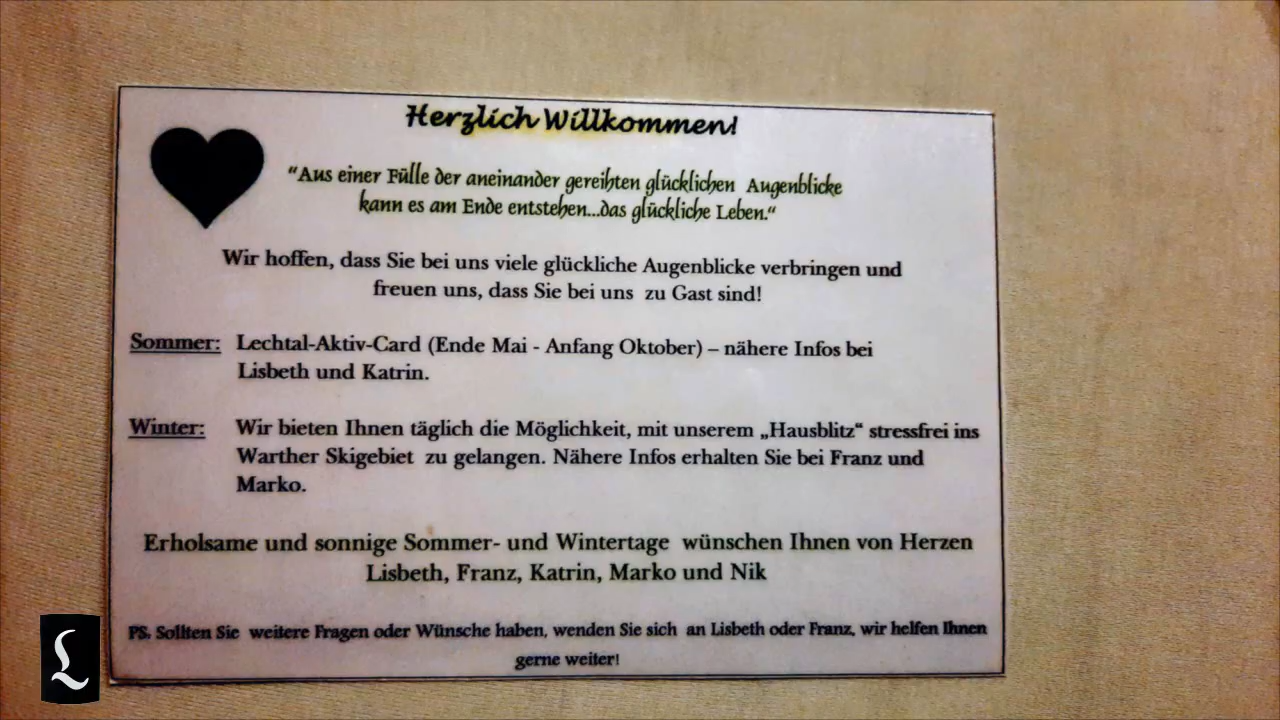 Herzlich Willkommen!
"Aus einer Fülle der aneinander gereihten glücklichen Augenblicke
kann es am Ende entstehen...das glückliche Leben."
Wir hoffen, dass Sie bei uns viele glückliche Augenblicke verbringen und
freuen uns, dass Sie bei uns zu Gast sind!
Sommer: Lechtal-Aktiv-Card (Ende Mai - Anfang Oktober) – nähere Infos bei
Lisbeth und Katrin.
Winter: Wir bieten Ihnen täglich die Möglichkeit, mit unserem „Hausblitz“ stressfrei ins
Warther Skigebiet zu gelangen. Nähere Infos erhalten Sie bei Franz und
Marko.
Erholsame und sonnige Sommer- und Wintertage wünschen Ihnen von Herzen
Lisbeth, Franz, Katrin, Marko und Nik
PS. Sollten Sie weitere Fragen oder Wünsche haben, wenden Sie sich an Lisbeth oder Franz, wir helfen Ihnen
gerne weiter!
L